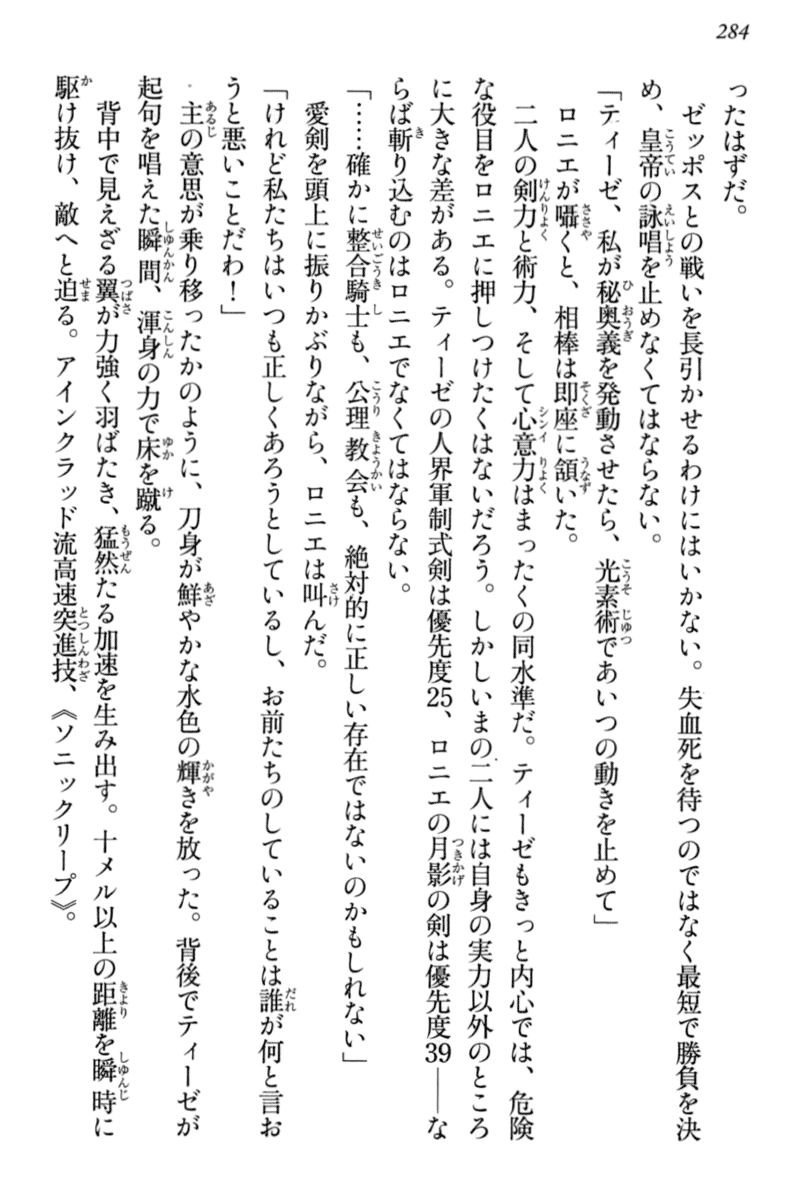 284
ったはずだ。
　ゼッポスとの戦いを長引かせるわけにはいかない。失血死を待つのではなく最短で勝負を決
め、皇帝の詠唱を止めなくてはならない。
「ティーゼ、私が秘奥義を発動させたら、光素術であいつの動きを止めて」
　ロニエが囁くと、相棒は即座に頷いた。
　二人の剣力と術力、そして心意力はまったくの同水準だ。ティーゼもきっと内心では、危険
な役目をロニエに押しつけたくはないだろう。しかしいまの二人には自身の実力以外のところ
に大きな差がある。ティーゼの人界軍制式剣は優先度25、ロニエの月影の剣は優先度39――な
らば斬り込むのはロニエでなくてはならない。
「……確かに整合騎士も、公理教会も、絶対的に正しい存在ではないのかもしれない」
　愛剣を頭上に振りかぶりながら、ロニエは叫んだ。
「けれど私たちはいつも正しくあろうとしているし、お前たちのしていることは誰が何と言お
うと悪いことだわ！」
　主の意思が乗り移ったかのように、刀身が鮮やかな水色の輝きを放った。背後でティーゼが
起句を唱えた瞬間、渾身の力で床を蹴る。
　背中で見えざる翼が力強く羽ばたき、猛然たる加速を生み出す。十メル以上の距離を瞬時に
駆け抜け、敵へと迫る。アインクラッド流高速突進技、《ソニックリープ》。